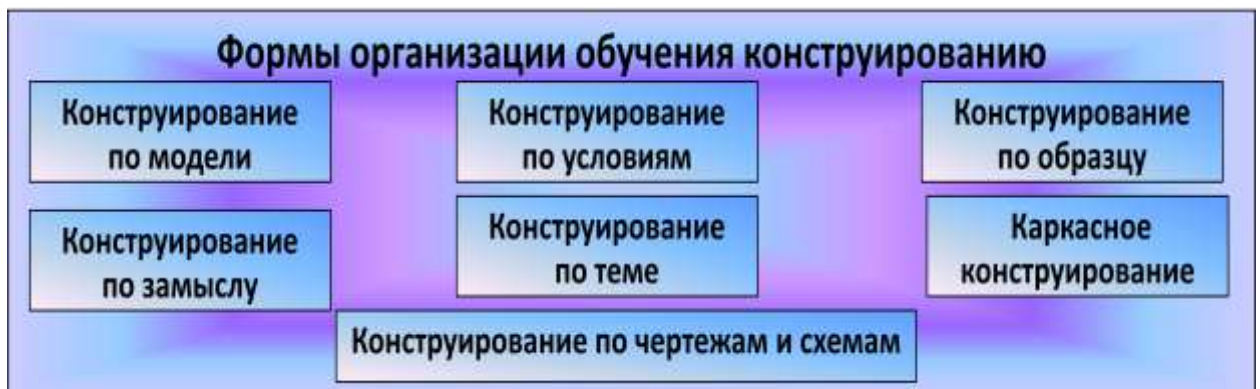 Формы организации обучения конструированию
Конструирование
по модели
Конструирование
по условиям
Конструирование
по образцу
Конструирование
по замыслу
Конструирование
по теме
Каркасное
конструирование
Конструирование по чертежам и схемам